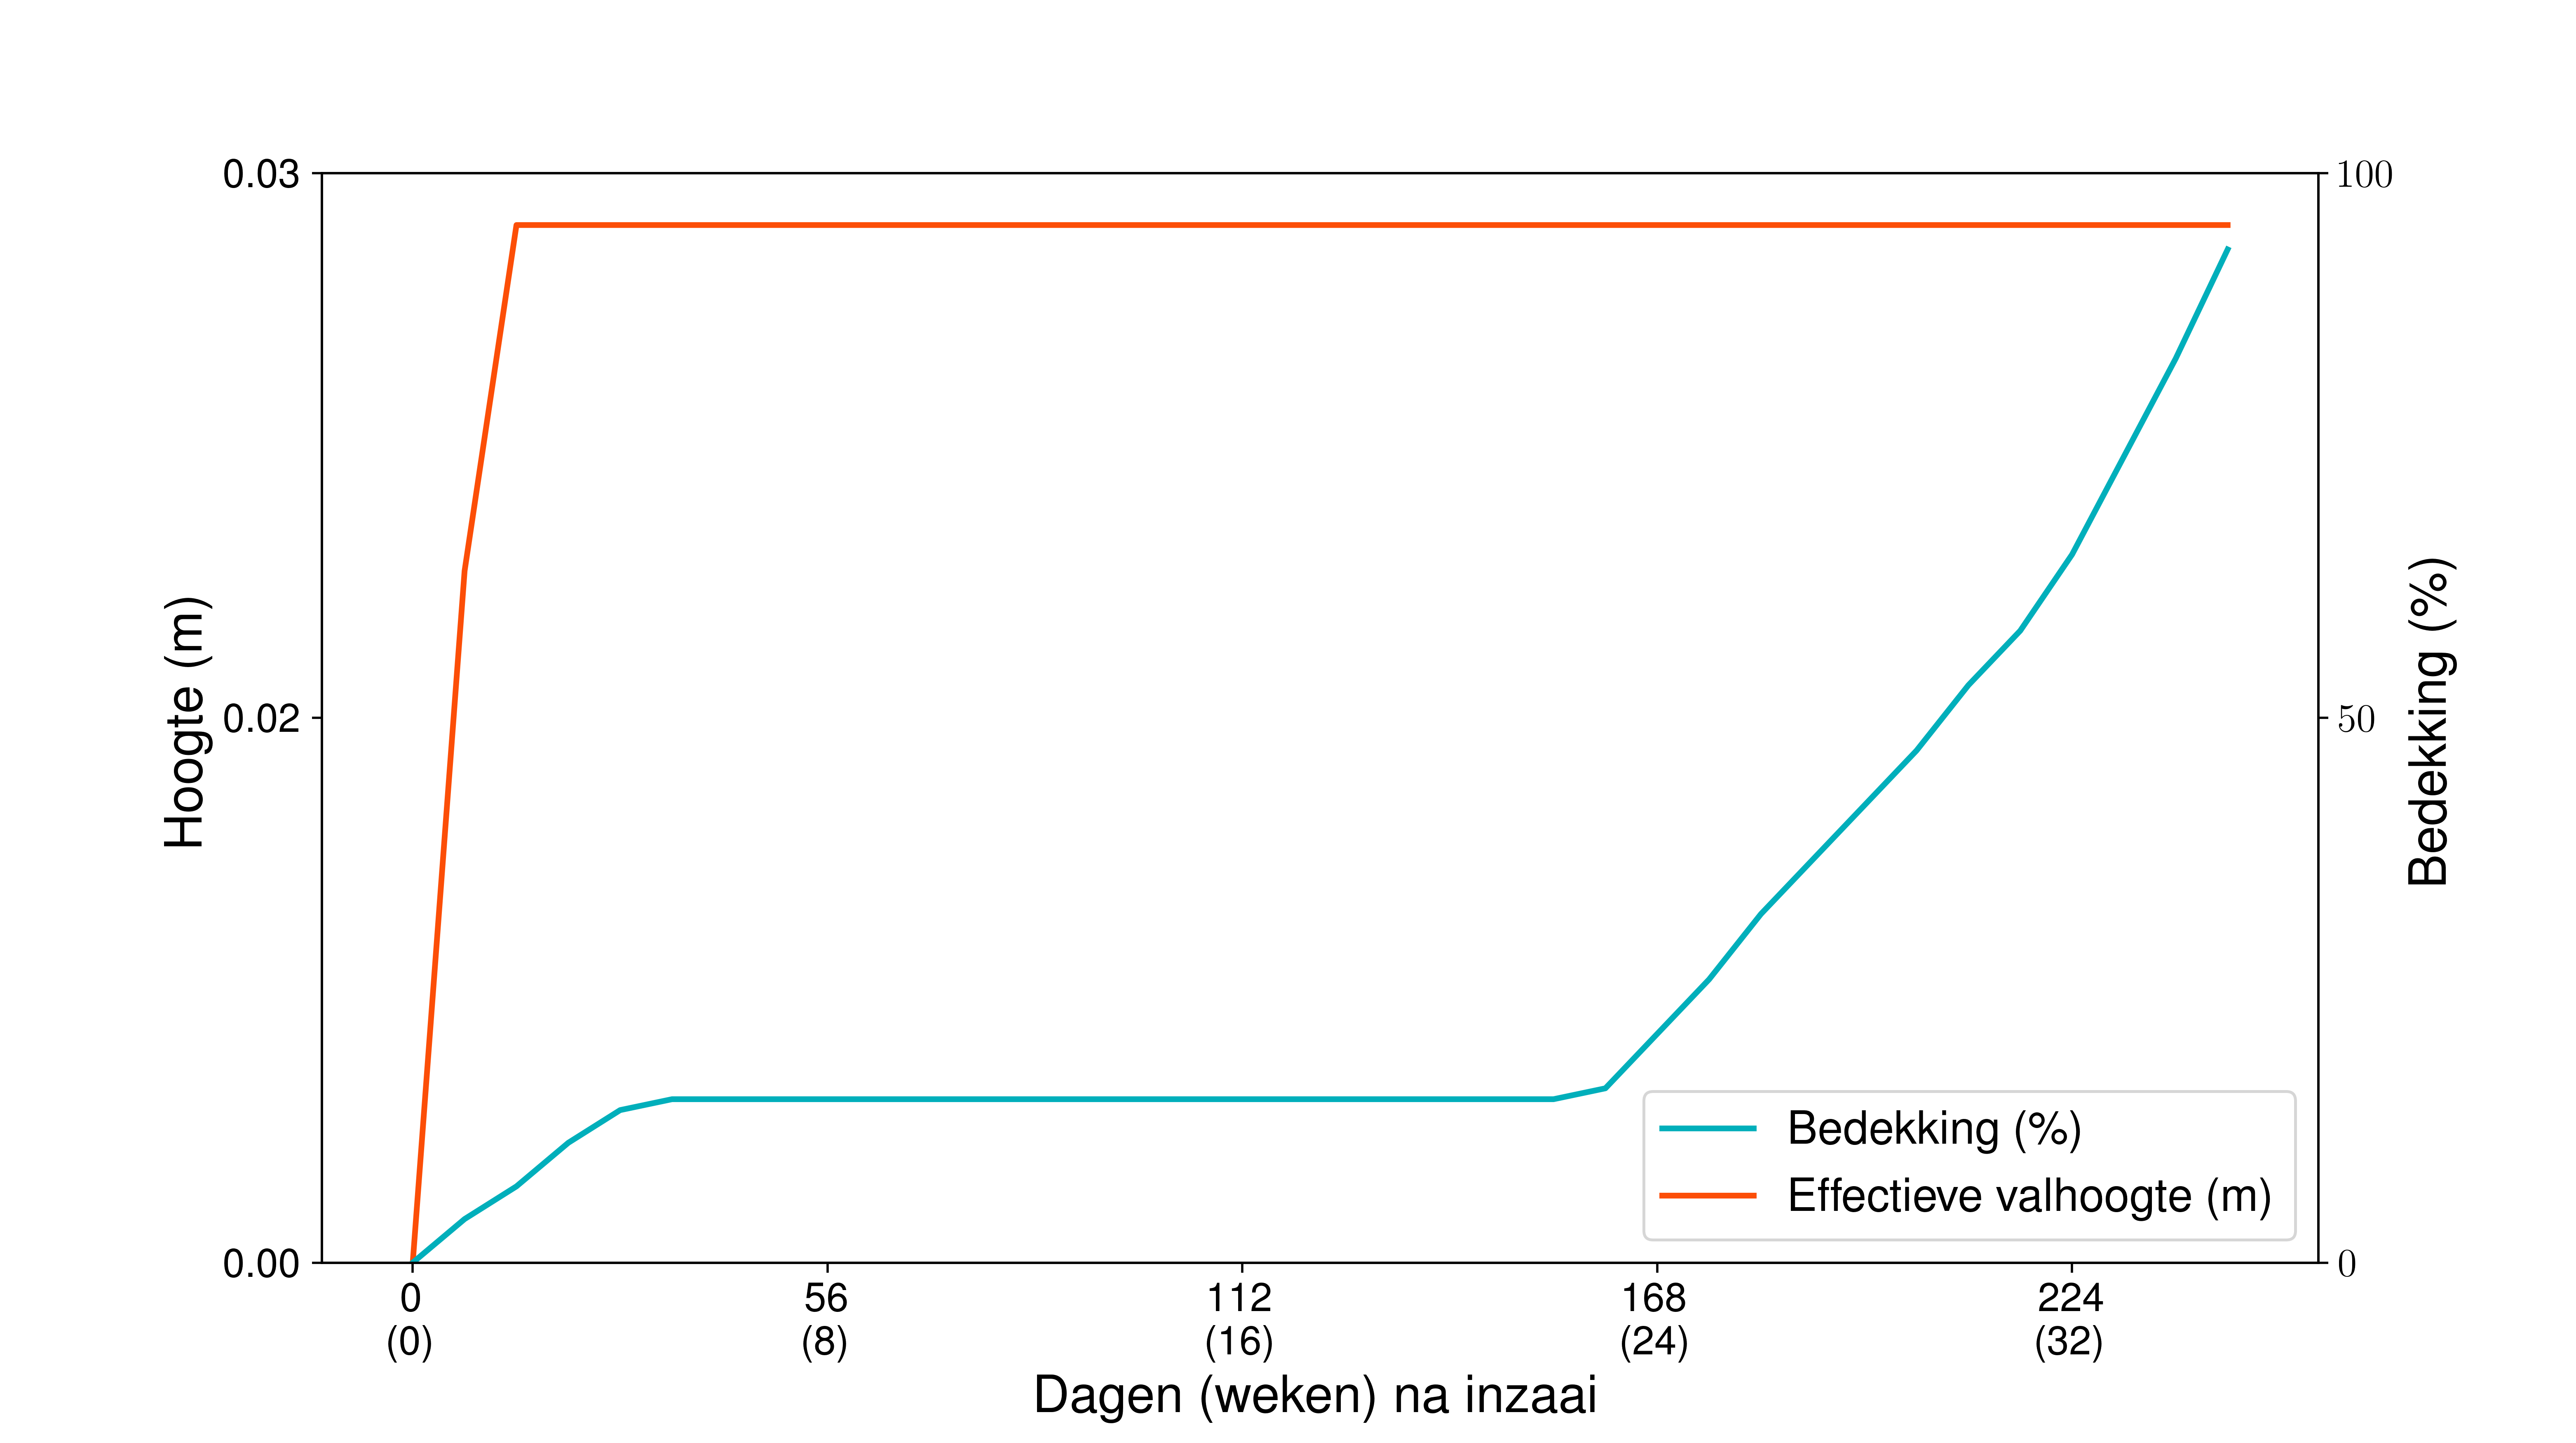 0.03
0.02
0.00
Hoogte (m)
100
50
0
Bedekking (%)
Bedekking (%)
Effectieve valhoogte (m)
0 56 112 168 224
(0) (8) (16) (24) (32)
Dagen (weken) na inzaai